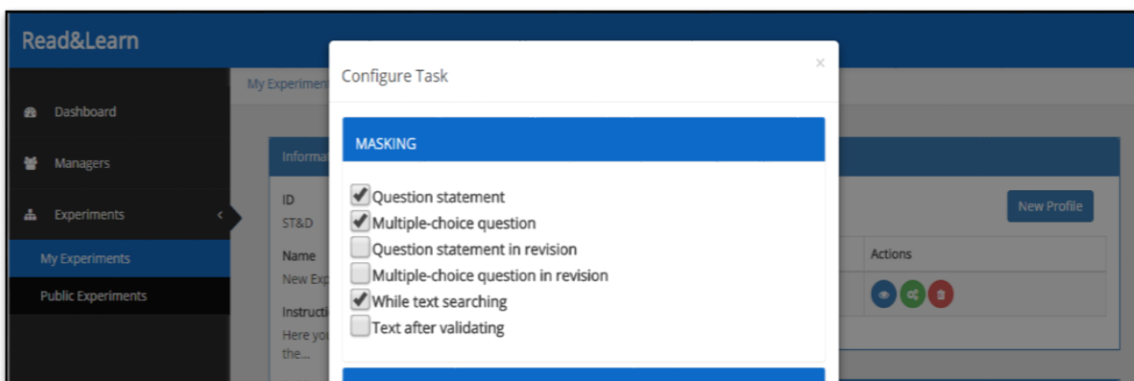 Read&Learn
Configure Task
×
My Experimen
Dashboard
MASKING
Managers
Informa
Question statement
ID
New Profile
Experiments
ST&D
Multiple-choice question
Question statement in revision
Name
Actions
My Experiments
Multiple-choice question in revision
New Exp
Public Experiments
While text searching
Instructi
Text after validating
Here you
the...